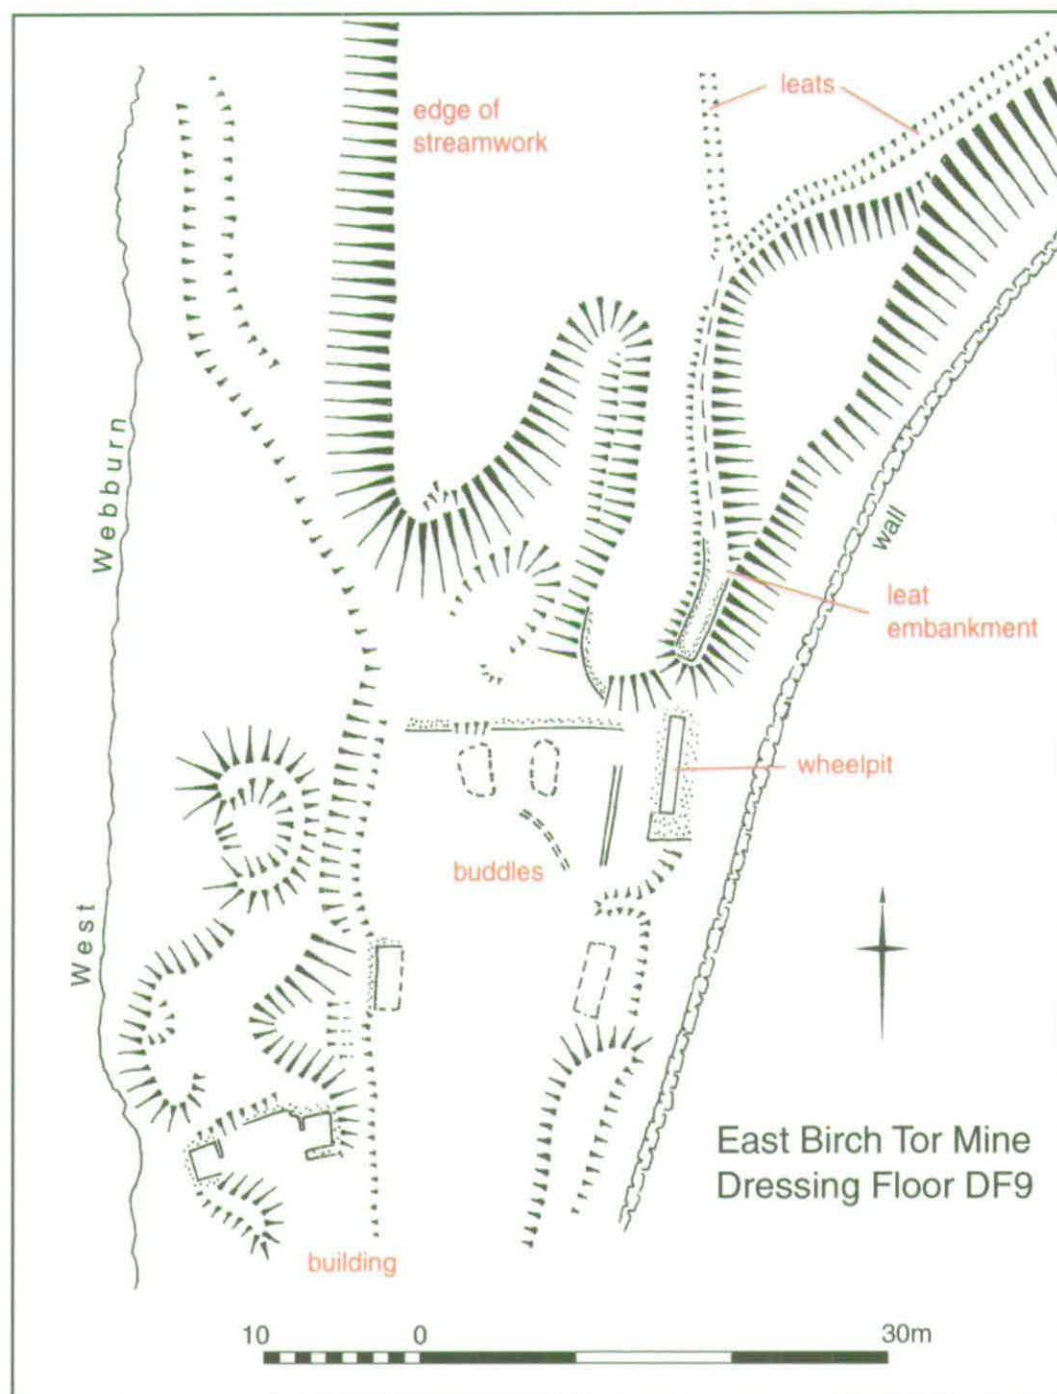 leats
edge of
streamwork
Webburn
wall
leat
embankment
wheelpit
buddles
West
East Birch Tor Mine
Dressing Floor DF9
building
10 0 30m